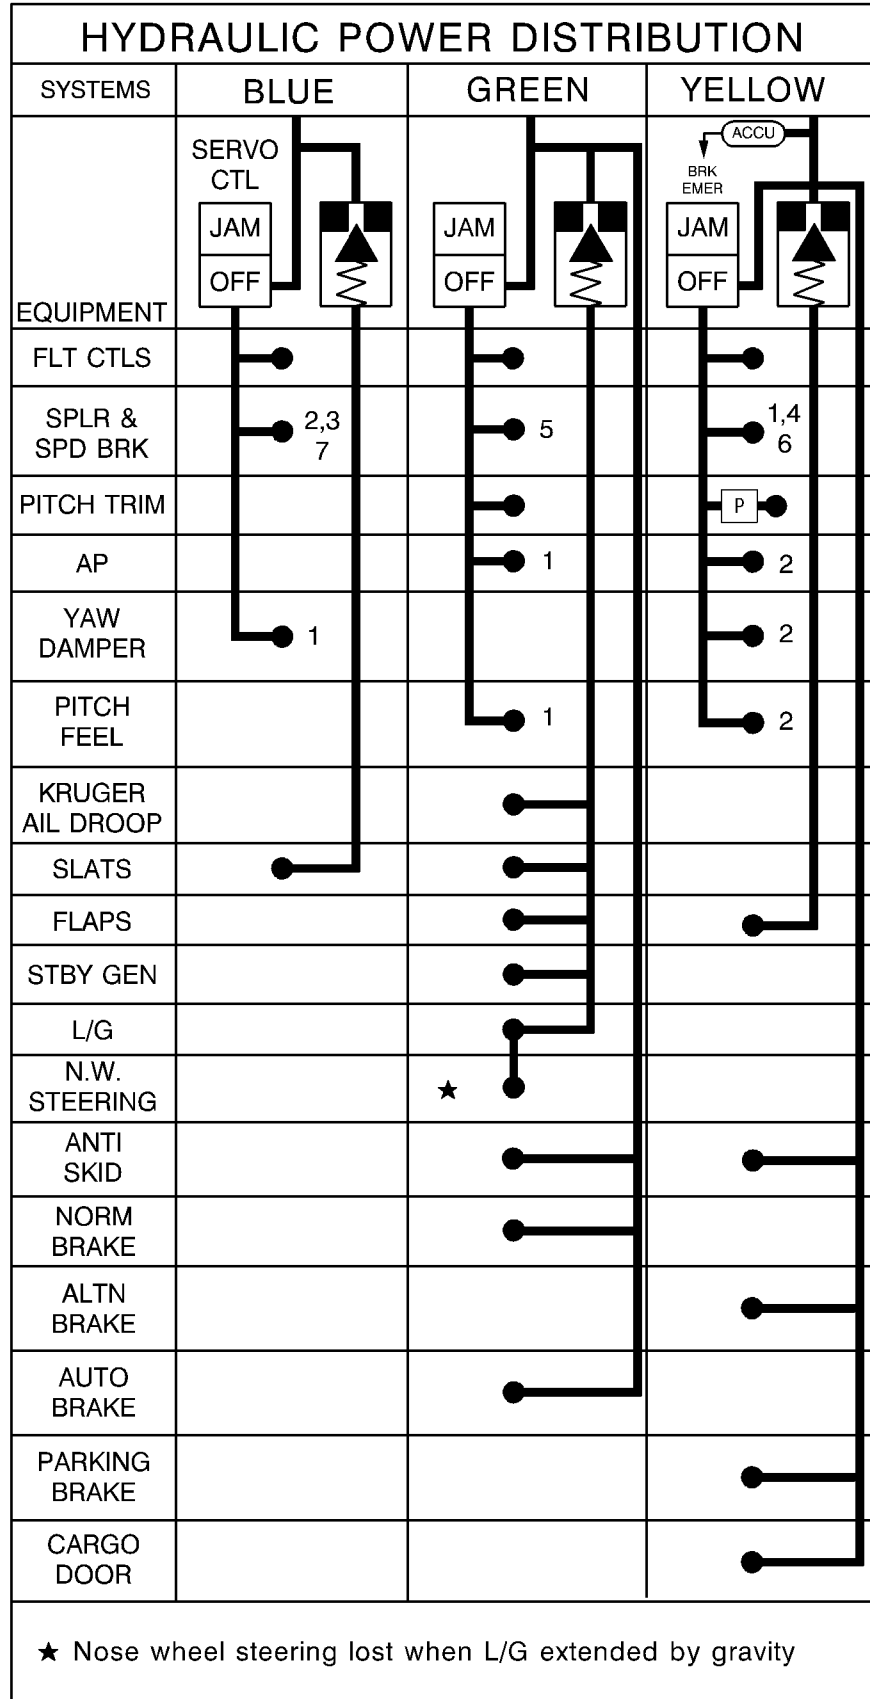 HYDRAULIC POWER DISTRIBUTION
SYSTEMS BLUE GREEN YELLOW
ACCU
SERVO
CTL
BRK
EMER
JAM JAM JAM
OFF OFF OFF
EQUIPMENT
FLT CTLS
SPLR &
SPD BRK
2,3
7
5
1,4
6
PITCH TRIM P
AP 1 2
YAW
DAMPER
1 2
PITCH
FEEL
1 2
KRUGER
AIL DROOP
SLATS
FLAPS
STBY GEN
L/G
N.W.
STEERING
★
ANTI
SKID
NORM
BRAKE
ALTN
BRAKE
AUTO
BRAKE
PARKING
BRAKE
CARGO
DOOR
★ Nose wheel steering lost when L/G extended by gravity